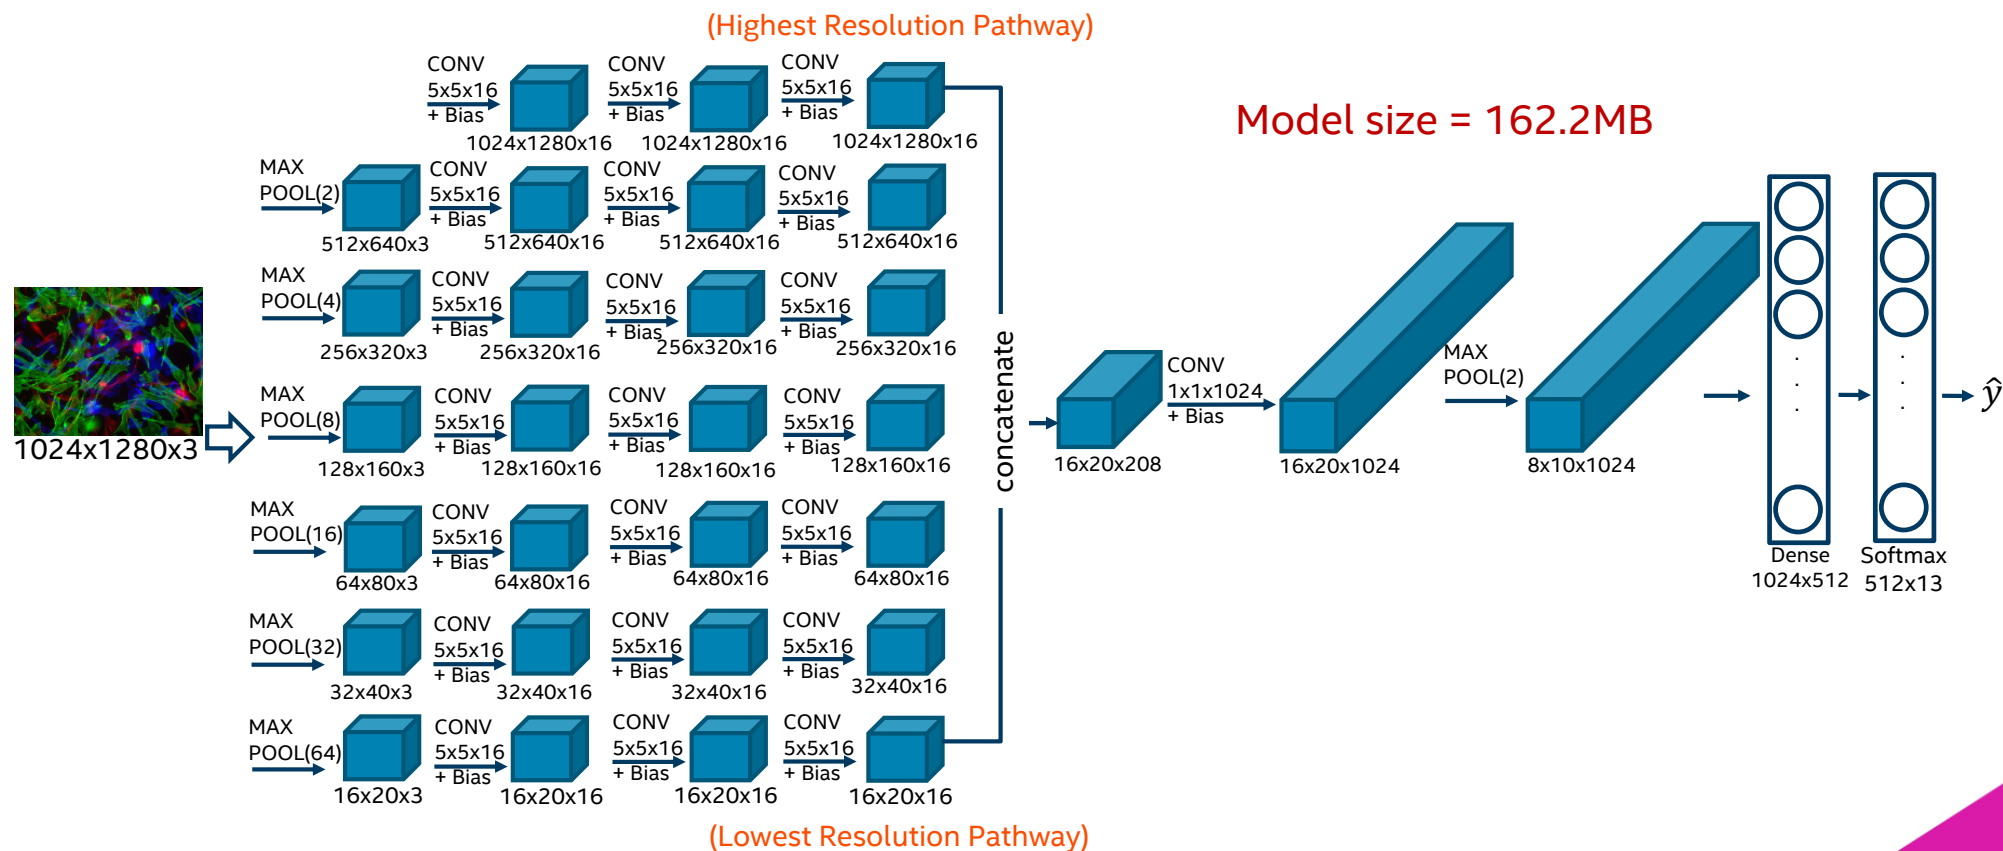 (Highest Resolution Pathway)
CONV
5x5x16
+ Bias
1024x1280x16
CONV
5x5x16
+ Bias
1024x1280x16
CONV
5x5x16
+ Bias
1024x1280x16
Model size = 162.2MB
MAX
POOL(2)
512x640x3
CONV
5x5x16
+ Bias
512x640x16
CONV
5x5x16
+ Bias
512x640x16
CONV
5x5x16
+ Bias
512x640x16
MAX
POOL(4)
256x320x3
CONV
5x5x16
+ Bias
256x320x16
CONV
5x5x16
+ Bias
256x320x16
CONV
5x5x16
+ Bias
256x320x16
1024x1280x3
MAX
POOL(8)
128x160x3
CONV
5x5x16
+ Bias
128x160x16
CONV
5x5x16
+ Bias
128x160x16
CONV
5x5x16
+ Bias
128x160x16
MAX
POOL(16)
64x80x3
CONV
5x5x16
+ Bias
64x80x16
CONV
5x5x16
+ Bias
64x80x16
CONV
5x5x16
+ Bias
64x80x16
MAX
POOL(32)
32x40x3
CONV
5x5x16
+ Bias
32x40x16
CONV
5x5x16
+ Bias
32x40x16
CONV
5x5x16
+ Bias
32x40x16
MAX
POOL(64)
16x20x3
CONV
5x5x16
+ Bias
16x20x16
CONV
5x5x16
+ Bias
16x20x16
CONV
5x5x16
+ Bias
16x20x16
(Lowest Resolution Pathway)
concatenate
16x20x208
CONV
1x1x1024
+ Bias
16x20x1024
MAX
POOL(2)
8x10x1024
Dense
1024x512
Softmax
512x13
ŷ